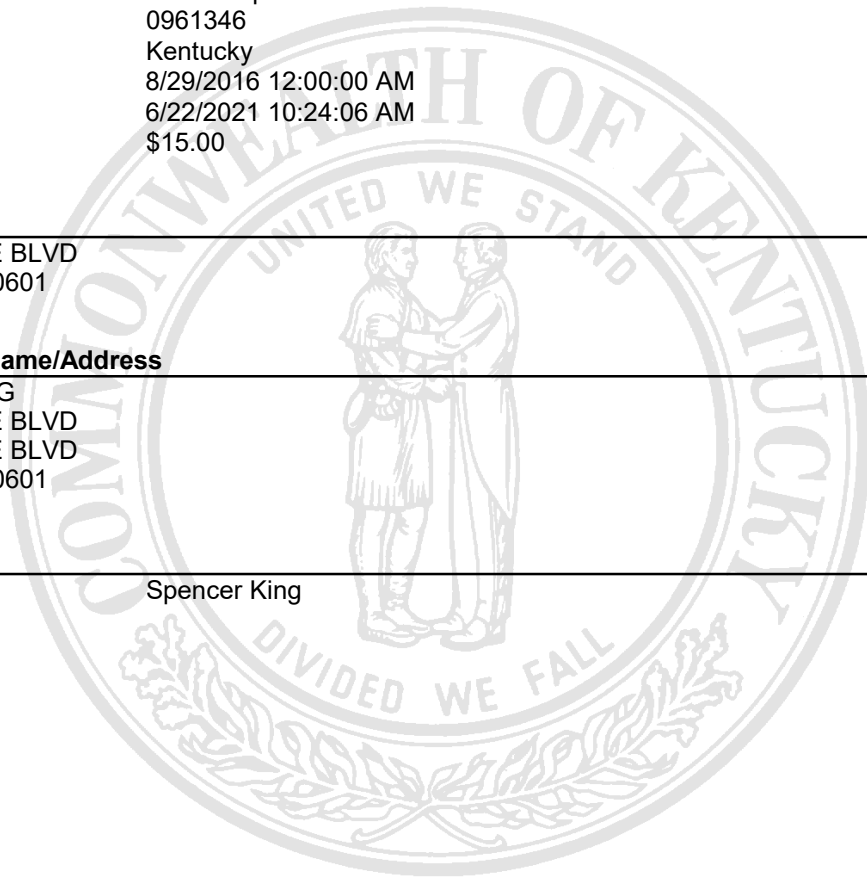 0961346
Kentucky
8/29/2016 12:00:00 AM
6/22/2021 10:24:06 AM
$15.00
COMMONWEALTH OF KENTUCKY
UNITED WE STAND
E BLVD
0601
ame/Address
G
E BLVD
E BLVD
0601
Spencer King
DIVIDED WE FALL